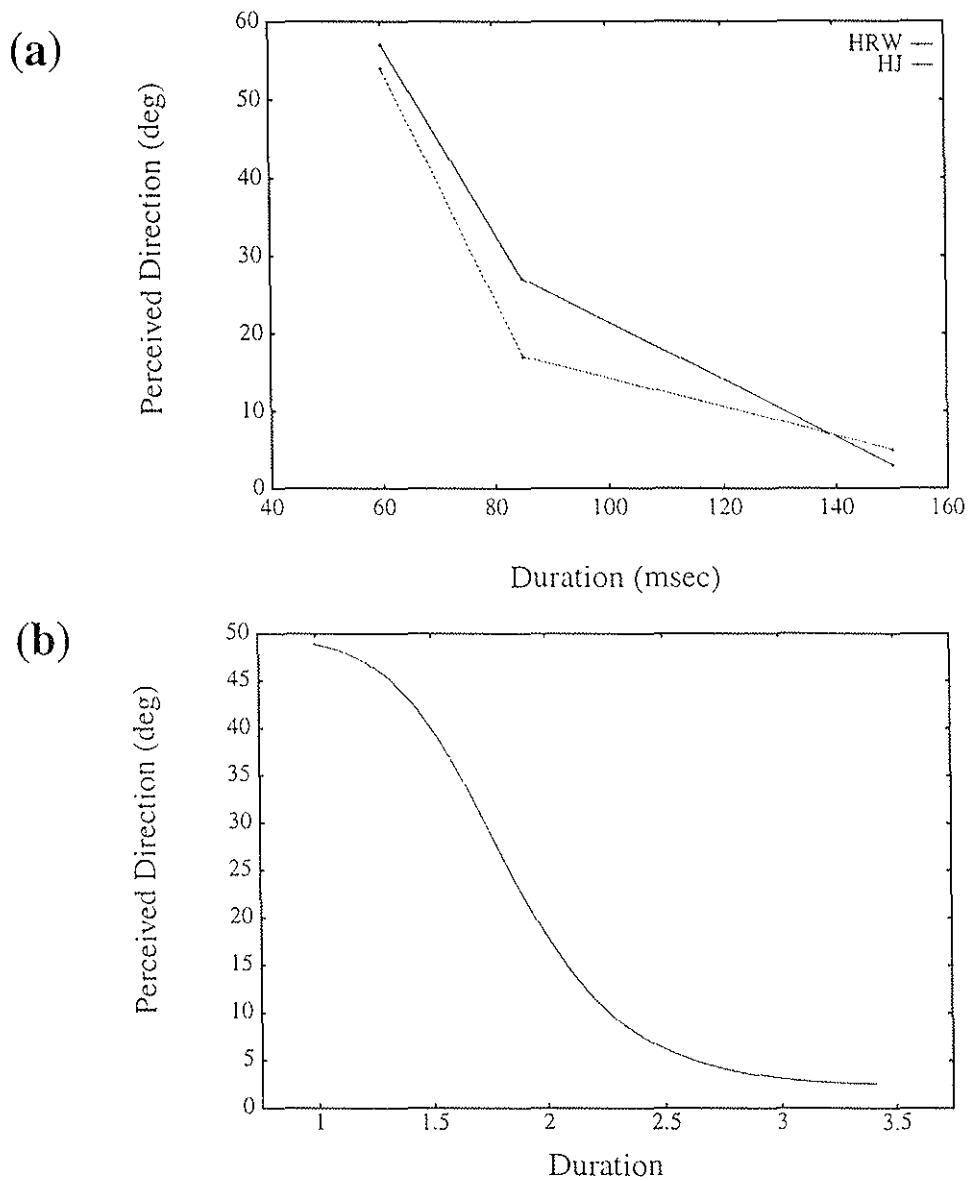 (a)
Perceived Direction (deg)
60
50
40
30
20
10
0
HRW
HJ
40 60 80 100 120 140 160
Duration (msec)
(b)
Perceived Direction (deg)
50
45
40
35
30
25
20
15
10
5
0
1 1.5 2 2.5 3 3.5
Duration